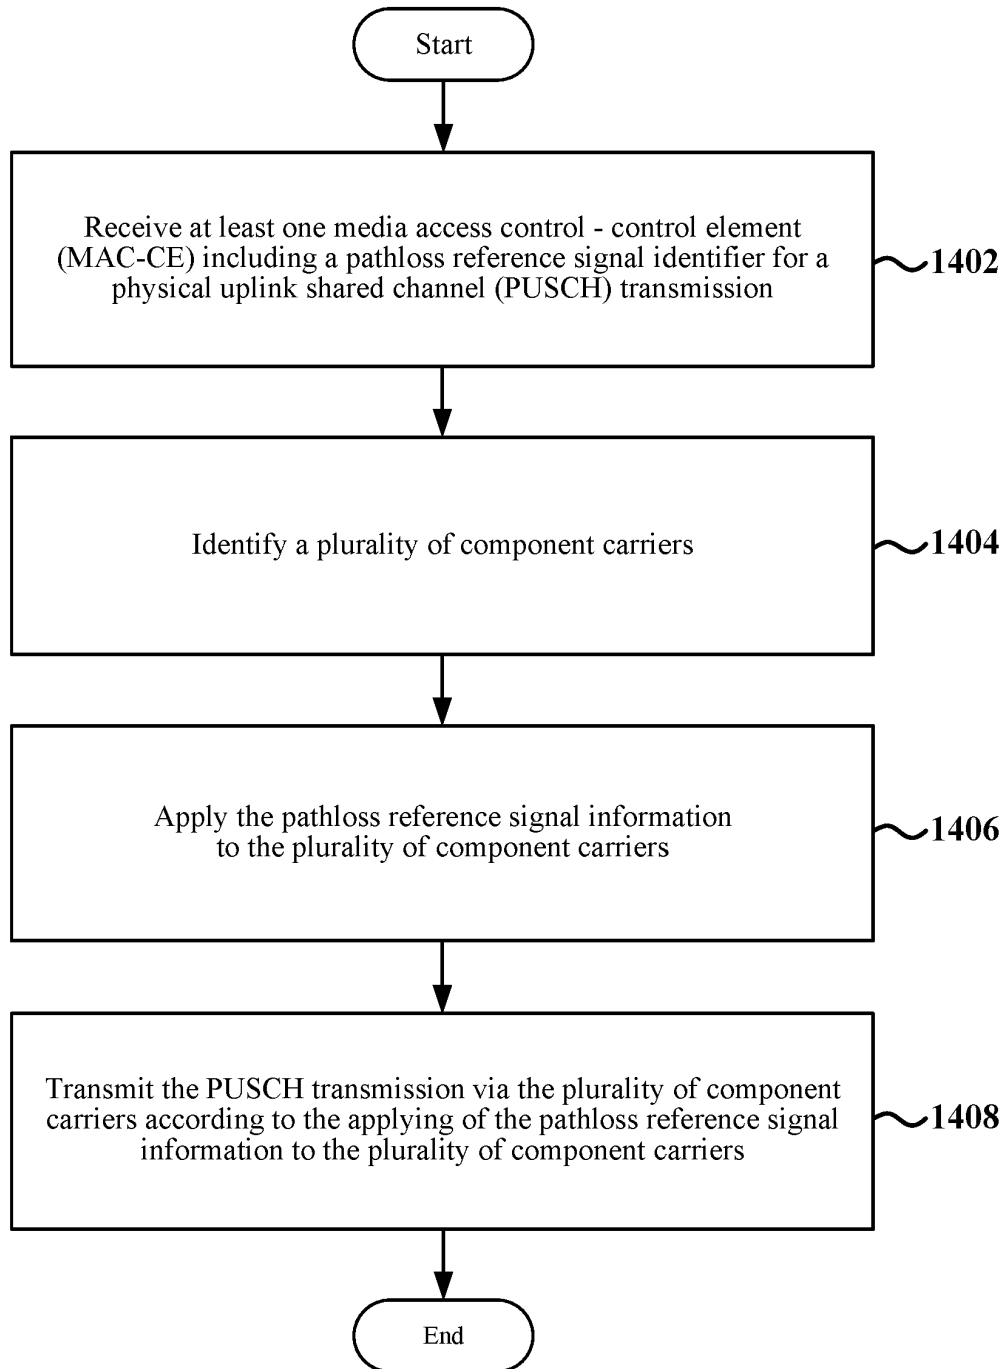 Start
Receive at least one media access control - control element
(MAC-CE) including a pathloss reference signal identifier for a
physical uplink shared channel (PUSCH) transmission
1402
Identify a plurality of component carriers
1404
Apply the pathloss reference signal information
to the plurality of component carriers
1406
Transmit the PUSCH transmission via the plurality of component
carriers according to the applying of the pathloss reference signal
information to the plurality of component carriers
1408
End